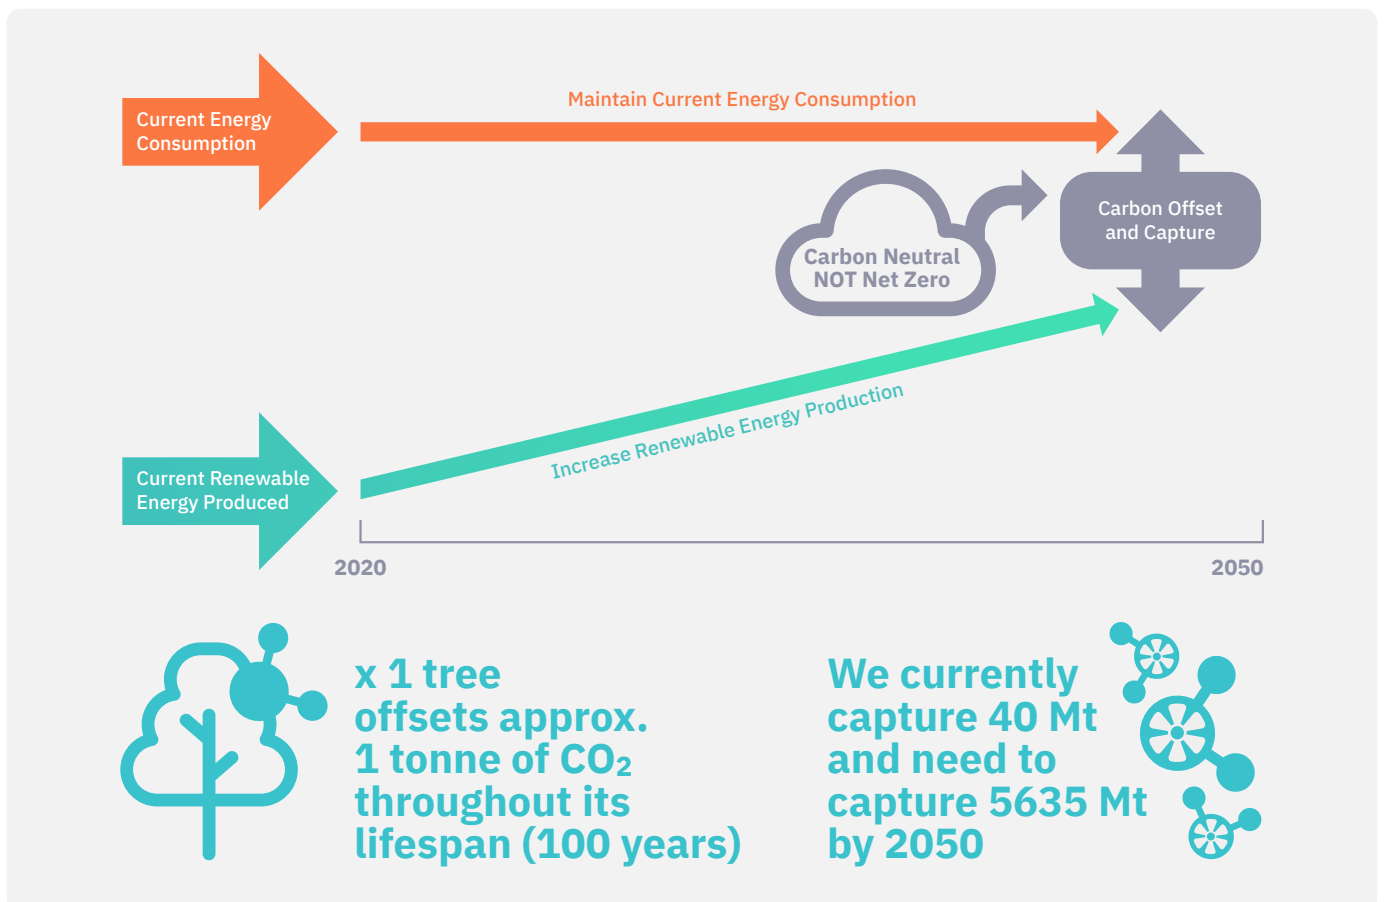 Maintain Current Energy Consumption
Current Energy
Consumption
Carbon Offset
and Capture
Carbon Neutral
NOT Net Zero
Increase Renewable Energy Production
Current Renewable
Energy Produced
2020
2050
x 1 tree
offsets approx.
1 tonne of CO₂
throughout its
lifespan (100 years)
We currently
capture 40 Mt
and need to
capture 5635 Mt
by 2050